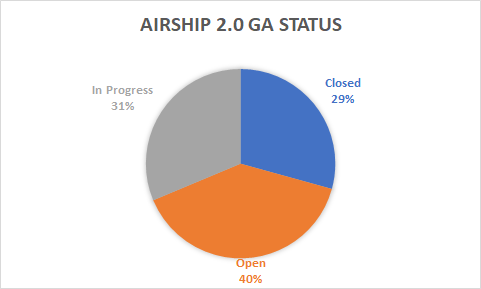 AIRSHIP 2.0 GA STATUS
In Progress
31%
Closed
29%
Open
40%